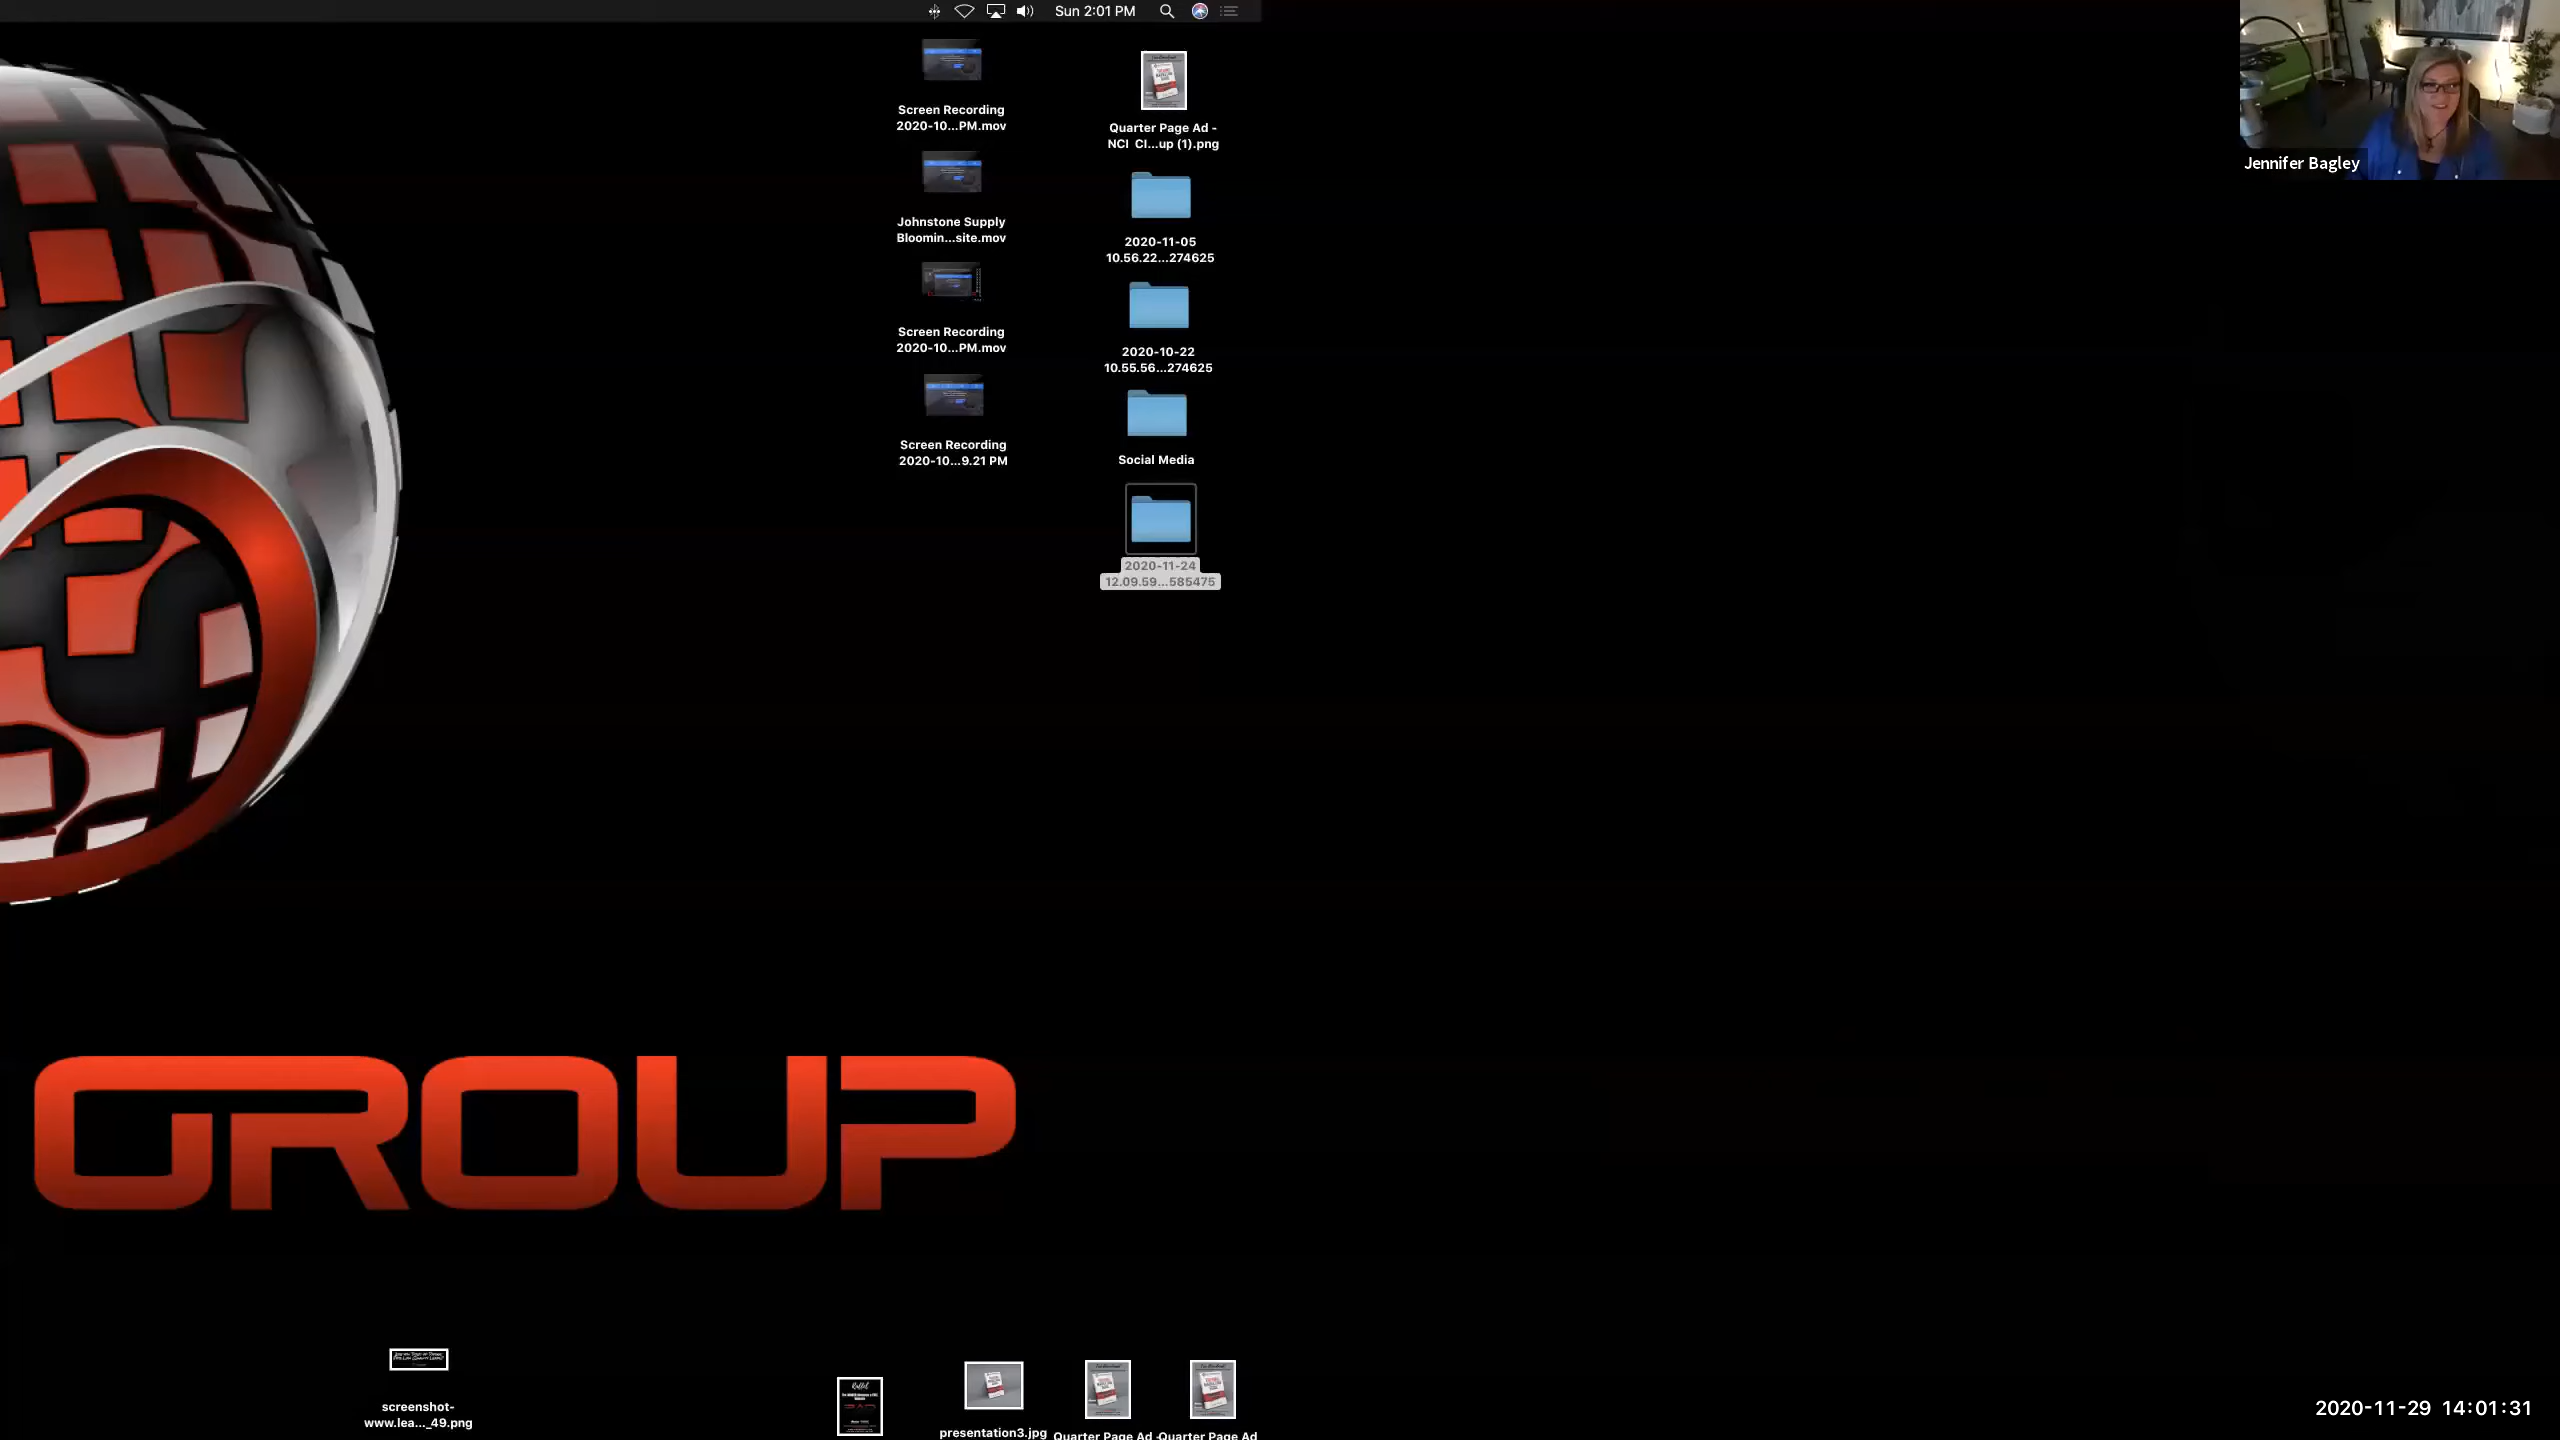 Sun 2:01 PM
Screen Recording
2020-10...PM.mov
Quarter Page Ad -
NCI CI...up (1).png
Jennifer Bagley
Johnstone Supply
Bloomin...site.mov
2020-11-05
10.56.22...274625
Screen Recording
2020-10...PM.mov
2020-10-22
10.55.56...274625
Screen Recording
2020-10...9.21 PM
Social Media
2020-11-24
12.09.59...585475
GROUP
screenshot-
www.lea..._49.png
Raffle!
presentation3.jpg
Quarter Page Ad -
Quarter Page Ad
2020-11-29 14:01:31